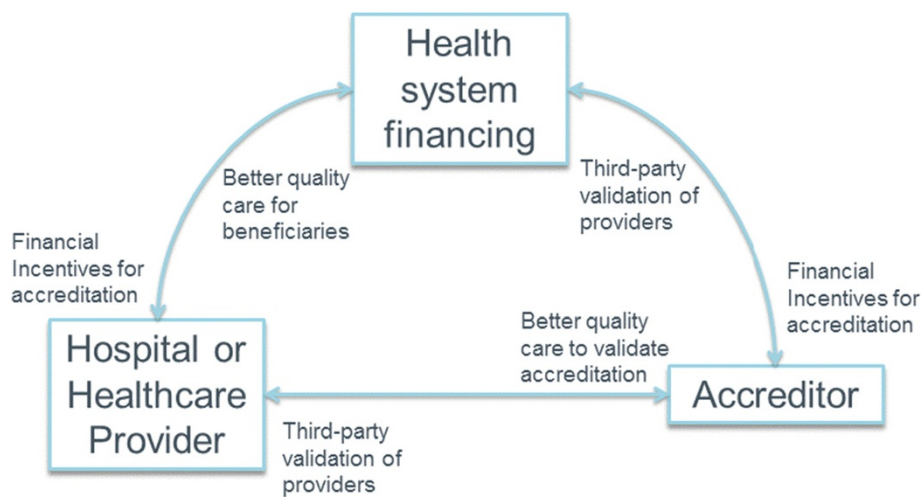 Health
system
financing
Better quality
care for
beneficiaries
Third-party
validation of
providers
Financial
Incentives for
accreditation
Financial
Incentives for
accreditation
Hospital or
Healthcare
Provider
Better quality
care to validate
accreditation
Accreditor
Third-party
validation of
providers